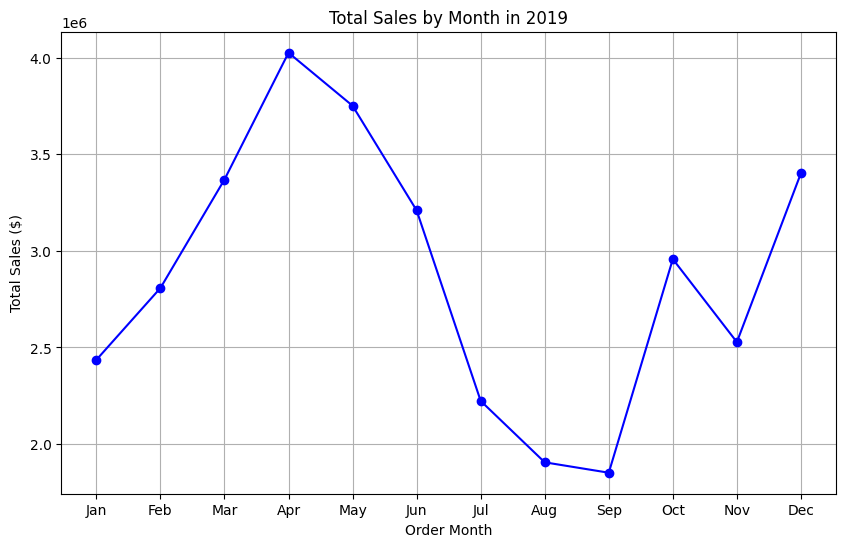 Total Sales by Month in 2019
1e6
4.0
3.5
3.0
2.5
2.0
Total Sales ($)
Jan Feb Mar Apr May Jun Jul Aug Sep Oct Nov Dec
Order Month